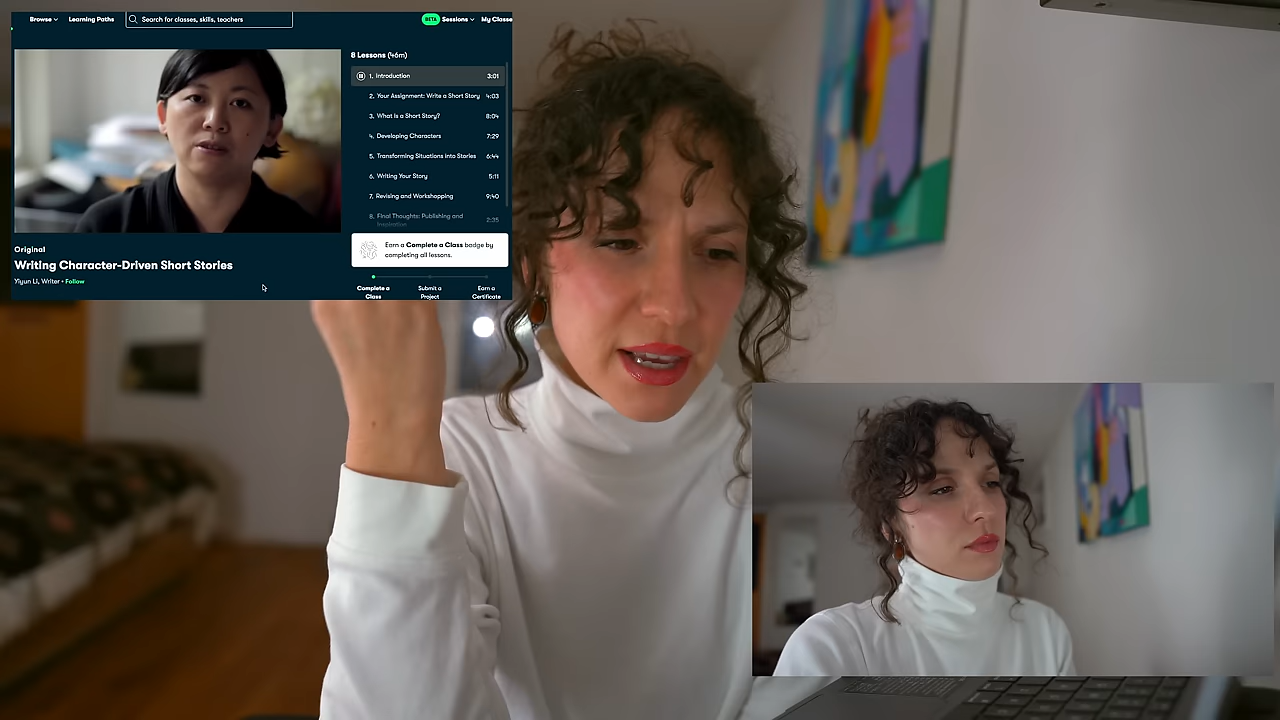 Browse
Learning Paths
Search for classes, skills, teachers
BETA
Sessions
My Classe
8 Lessons (46m)
1. Introduction 3:01
2. Your Assignment: Write a Short Story 4:03
3. What is a Short Story? 8:04
4. Developing Characters 7:29
5. Transforming Situations into Stories 6:44
6. Writing Your Story 5:11
7. Revising and Workshopping 9:40
8. Final Thoughts: Publishing and 2:35
Inspiration
Earn a Complete a Class badge by
completing all lessons.
Complete a
Class
Submit a
Project
Earn a
Certificate
Original
Writing Character-Driven Short Stories
Yiyun Li, Writer • Follow